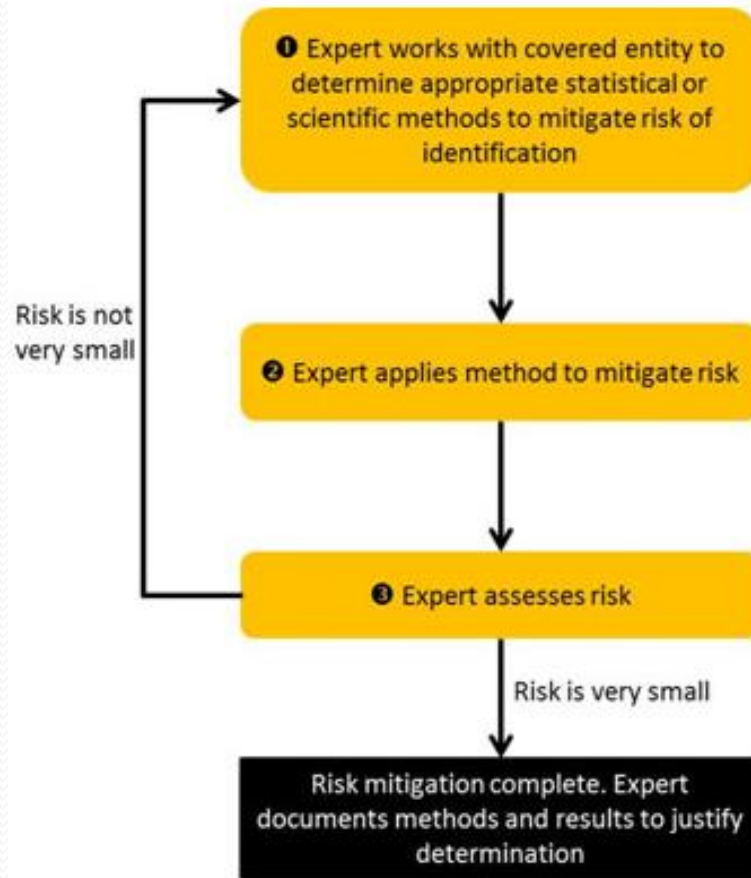 ❶ Expert works with covered entity to
determine appropriate statistical or
scientific methods to mitigate risk of
identification
Risk is not
very small
❷ Expert applies method to mitigate risk
❸ Expert assesses risk
Risk is very small
Risk mitigation complete. Expert
documents methods and results to justify
determination